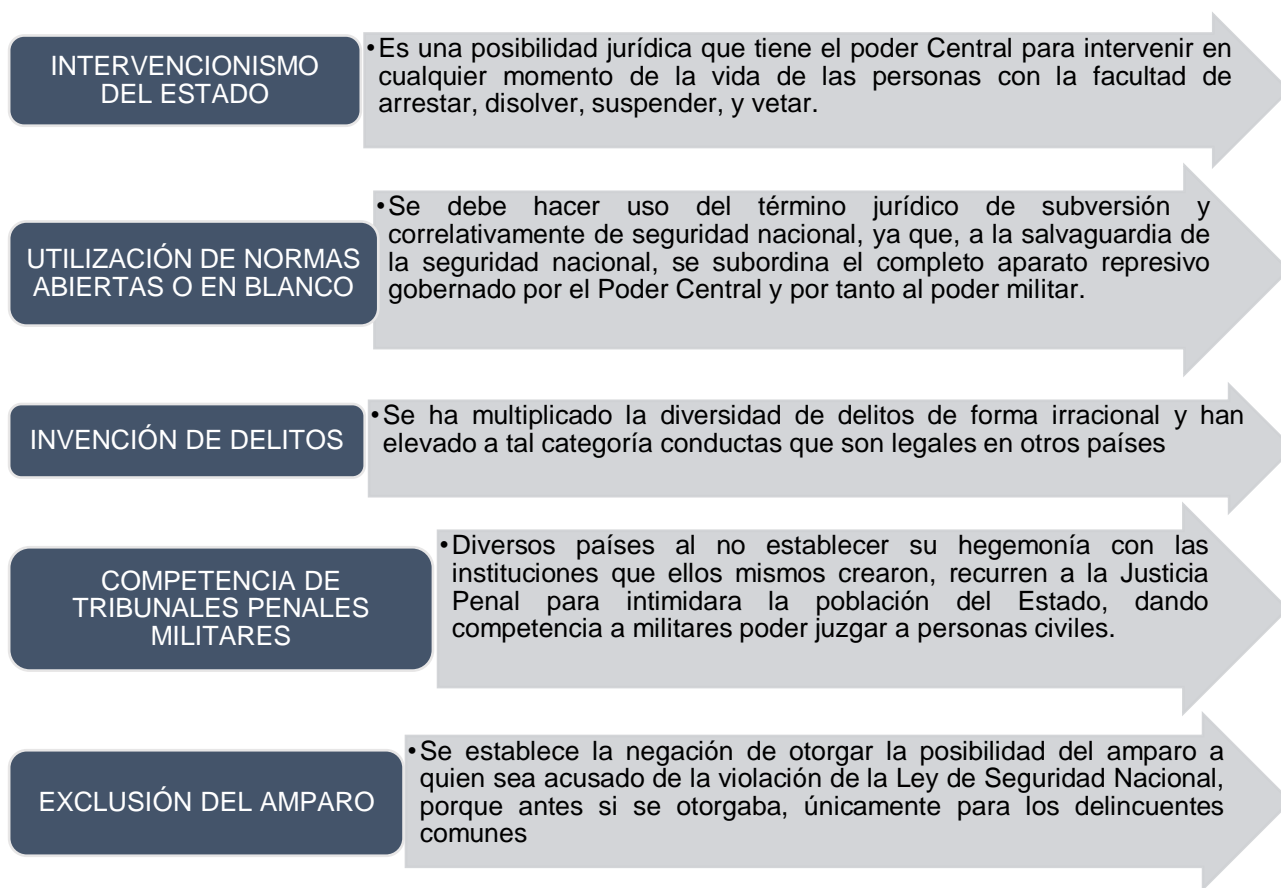 INTERVENCIONISMO
DEL ESTADO
•Es una posibilidad jurídica que tiene el poder Central para intervenir en
cualquier momento de la vida de las personas con la facultad de
arrestar, disolver, suspender, y vetar.
UTILIZACIÓN DE NORMAS
ABIERTAS O EN BLANCO
•Se debe hacer uso del término jurídico de subversión y
correlativamente de seguridad nacional, ya que, a la salvaguardia de
la seguridad nacional, se subordina el completo aparato represivo
gobernado por el Poder Central y por tanto al poder militar.
INVENCIÓN DE DELITOS
•Se ha multiplicado la diversidad de delitos de forma irracional y han
elevado a tal categoría conductas que son legales en otros países
COMPETENCIA DE
TRIBUNALES PENALES
MILITARES
•Diversos países al no establecer su hegemonía con las
instituciones que ellos mismos crearon, recurren a la Justicia
Penal para intimidara la población del Estado, dando
competencia a militares poder juzgar a personas civiles.
EXCLUSIÓN DEL AMPARO
•Se establece la negación de otorgar la posibilidad del amparo a
quien sea acusado de la violación de la Ley de Seguridad Nacional,
porque antes si se otorgaba, únicamente para los delincuentes
comunes